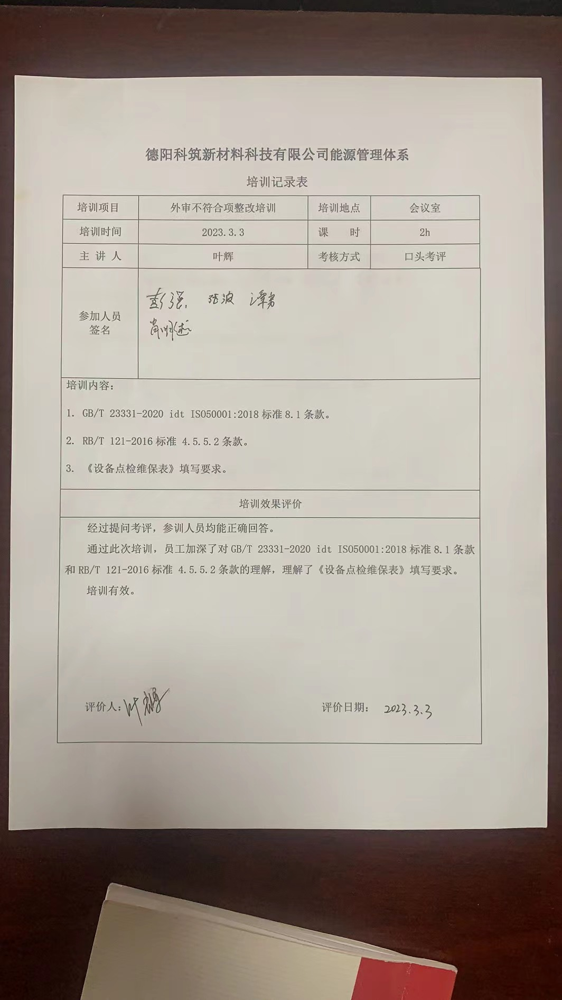 德阳科筑新材料科技有限公司能源管理体系
培训记录表
培训项目 外审不符合项整改培训 培训地点 会议室
培训时间 2023.3.3 课 时 2h
主 讲 人 叶辉 考核方式 口头考评
参加人员
签名
彭强 张波 谭勇
培训内容：
1. GB/T 23331-2020 idt ISO50001:2018 标准 8.1 条款。
2. RB/T 121-2016 标准 4.5.5.2 条款。
3. 《设备点检维保表》填写要求。
培训效果评价
经过提问考评，参训人员均能正确回答。
通过此次培训，员工加深了对 GB/T 23331-2020 idt ISO50001:2018 标准 8.1 条款
和 RB/T 121-2016 标准 4.5.5.2 条款的理解，理解了《设备点检维保表》填写要求。
培训有效。
评价人： 叶辉 评价日期： 2023.3.3